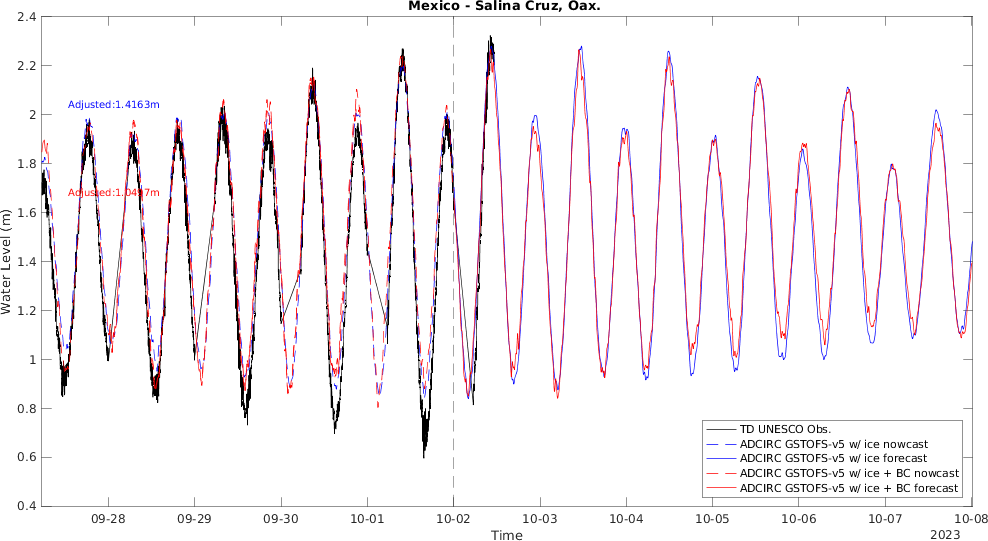 Mexico - Salina Cruz, Oax.
2.4
2.2
2
1.8
1.6
1.4
1.2
1
0.8
0.6
0.4
Water Level (m)
Adjusted:1.4163m
Adjusted:1.0497m
TD UNESCO Obs.
ADCIRC GSTOFS-v5 w/ ice nowcast
ADCIRC GSTOFS-v5 w/ ice forecast
ADCIRC GSTOFS-v5 w/ ice + BC nowcast
ADCIRC GSTOFS-v5 w/ ice + BC forecast
09-28 09-29 09-30 10-01 10-02 10-03 10-04 10-05 10-06 10-07 10-08
Time
2023